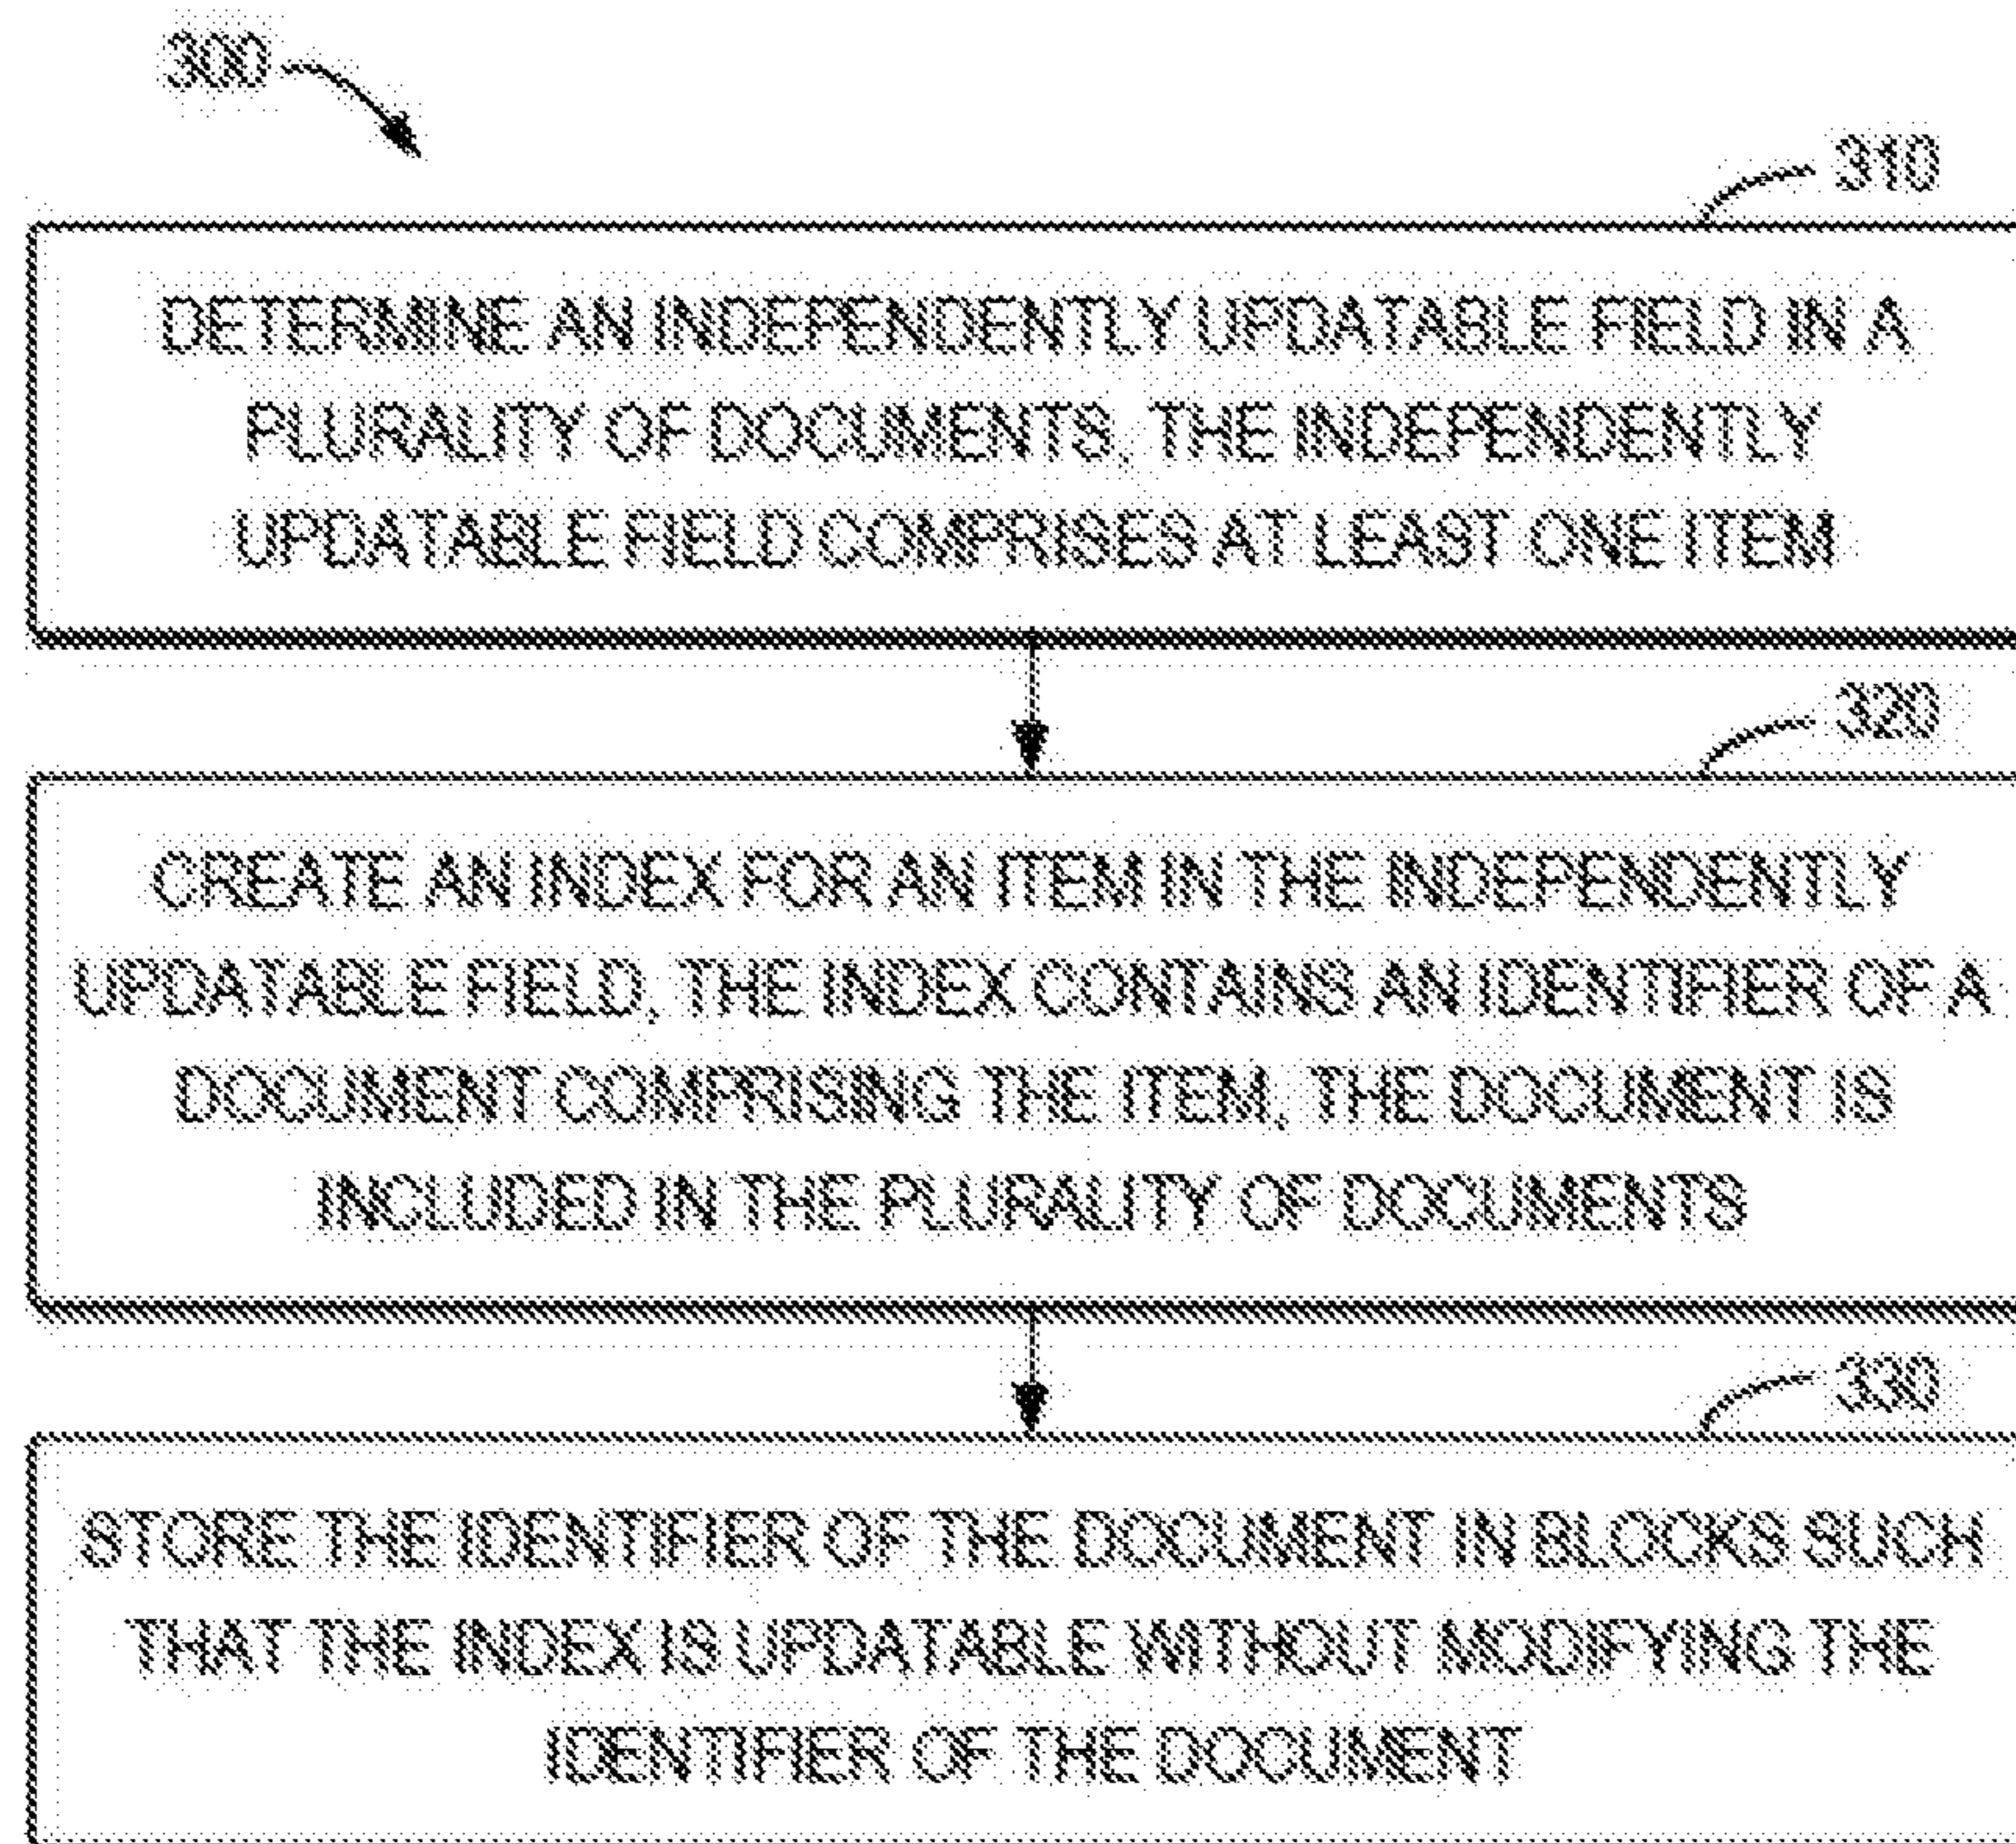 300
310
DETERMINE AN INDEPENDENTLY UPDATABLE FIELD IN A
PLURALITY OF DOCUMENTS, THE INDEPENDENTLY
UPDATABLE FIELD COMPRISES AT LEAST ONE ITEM
320
CREATE AN INDEX FOR AN ITEM IN THE INDEPENDENTLY
UPDATABLE FIELD, THE INDEX CONTAINS AN IDENTIFIER OF A
DOCUMENT COMPRISING THE ITEM, THE DOCUMENT IS
INCLUDED IN THE PLURALITY OF DOCUMENTS
330
STORE THE IDENTIFIER OF THE DOCUMENT IN BLOCKS SUCH
THAT THE INDEX IS UPDATABLE WITHOUT MODIFYING THE
IDENTIFIER OF THE DOCUMENT